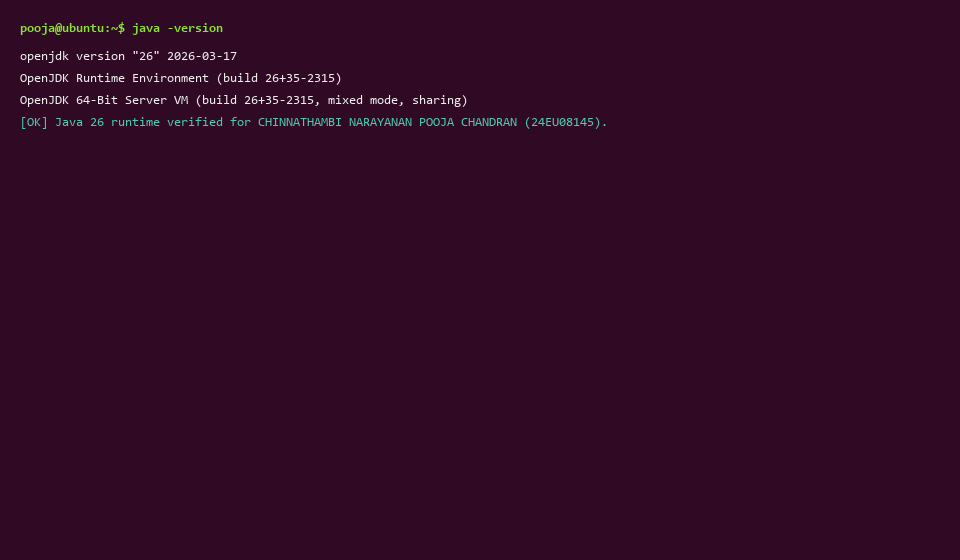 pooja@ubuntu:~$ java -version
openjdk version "26" 2026-03-17
OpenJDK Runtime Environment (build 26+35-2315)
OpenJDK 64-Bit Server VM (build 26+35-2315, mixed mode, sharing)
[OK] Java 26 runtime verified for CHINNATHAMBI NARAYANAN POOJA CHANDRAN (24EU08145).